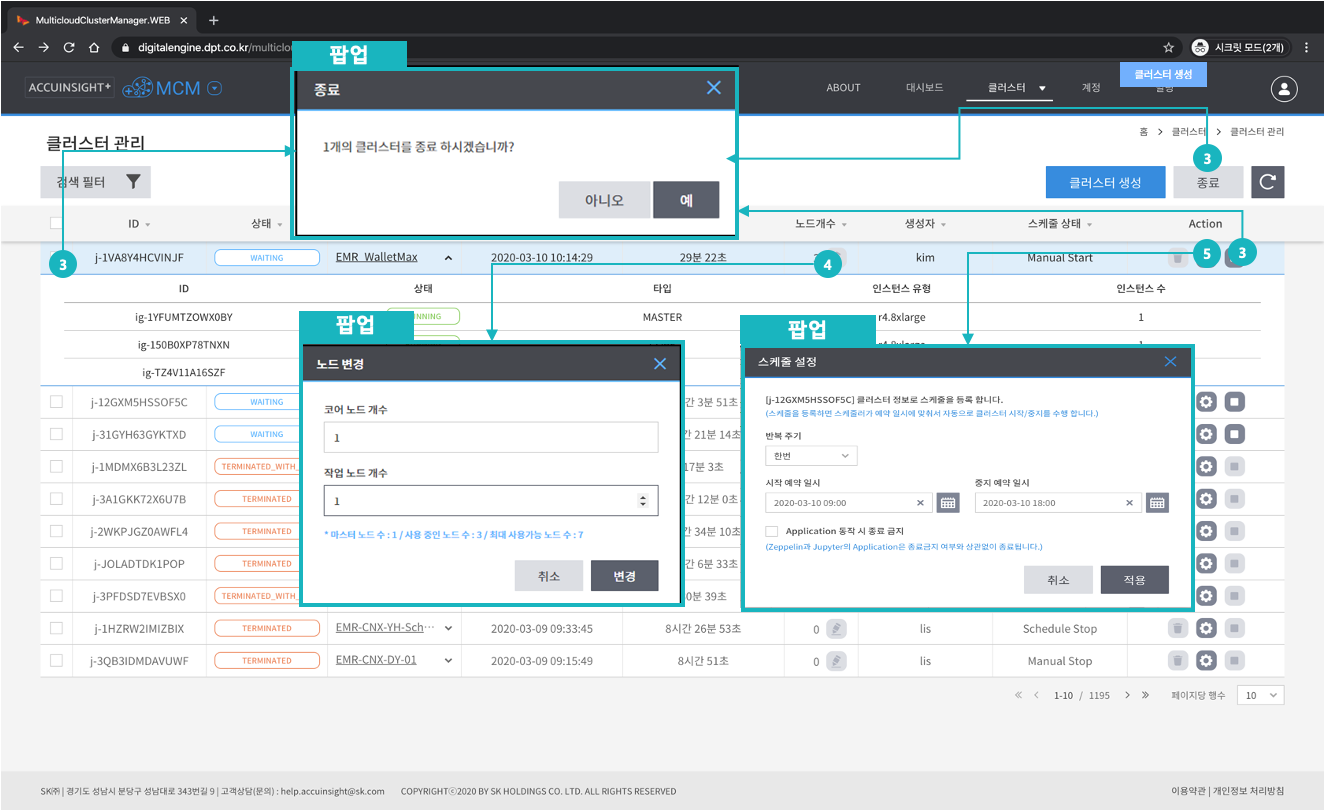 MulticloudClusterManager.WEB
digitalengine.dpt.co.kr/multiclo
시크릿 모드(2개)
팝업
클러스터 생성
ACCUINSIGHT+ MCM
ABOUT 대시보드 클러스터 계정
종료
1개의 클러스터를 종료 하시겠습니까?
아니오 예
클러스터 관리
홈 > 클러스터 > 클러스터 관리
3 3
검색 필터
클러스터 생성 종료
ID 상태 노드개수 생성자 스케줄 상태 Action
3 j-1VA8Y4HCVINJF WAITING EMR_WalletMax 2020-03-10 10:14:29 29분 22초 4 kim Manual Start 5 3
ID 상태 타입 인스턴스 유형 인스턴스 수
ig-1YFUMTZOWX0BY NNING MASTER r4.8xlarge 1
ig-150B0XP78TNXN r4.8xlarge 1
ig-TZ4V11A16SZF
팝업
노드 변경
코어 노드 개수
1
작업 노드 개수
1
* 마스터 노드 수 : 1 / 사용 중인 노드 수 : 3 / 최대 사용가능 노드 수 : 7
취소 변경
팝업
스케줄 설정
[j-12GXM5HSSOF5C] 클러스터 정보로 스케줄을 등록 합니다.
(스케줄을 등록하면 스케줄러가 예약 일시에 맞춰서 자동으로 클러스터 시작/중지를 수행 합니다.)
반복 주기
한번
시작 예약 일시 중지 예약 일시
2020-03-10 09:00 2020-03-10 18:00
Application 동작 시 종료 금지
(Zeppelin과 Jupyter의 Application은 종료금지 여부와 상관없이 종료됩니다.)
취소 적용
j-12GXM5HSSOF5C WAITING 간 3분 51초
j-31GYH63GYKTXD WAITING 간 21분 14초
j-1MDMX6B3L23ZL TERMINATED_WITH_ 17분 3초
j-3A1GKK72X6U7B TERMINATED 간 12분 0초
j-2WKPJGZ0AWFL4 TERMINATED 간 34분 10초
j-JOLADTDK1POP TERMINATED 간 6분 33초
j-3PFDSD7EVBSX0 TERMINATED_WITH_ 0분 39초
j-1HZRW2IMIZBIX TERMINATED EMR-CNX-YH-Sch··· 2020-03-09 09:33:45 8시간 26분 53초 0 lis Schedule Stop
j-3QB3IDMDAVUWF TERMINATED EMR-CNX-DY-01 2020-03-09 09:15:49 8시간 51초 0 lis Manual Stop
1-10 / 1195 페이지당 행수 10
SK㈜ | 경기도 성남시 분당구 성남대로 343번길 9 | 고객상담(문의) : help.accuinsight@sk.com COPYRIGHTⓒ2020 BY SK HOLDINGS CO. LTD. ALL RIGHTS RESERVED 이용약관 | 개인정보 처리방침